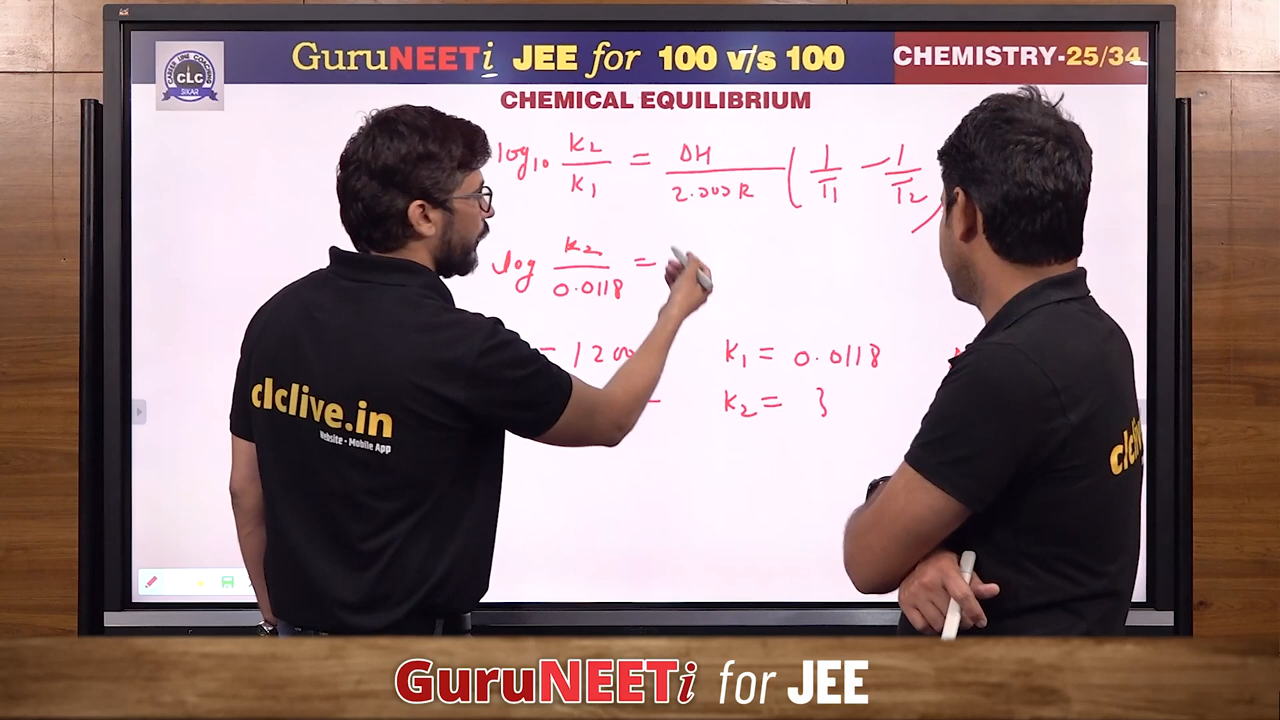 GuruNEETi JEE for 100 v/s 100
CHEMISTRY-25/34
CLC
SIKAR
CHEMICAL EQUILIBRIUM
log10 K2/K1 = ΔH/2.303R (1/T1 - 1/T2)
log K2/0.0118 =
= 1200
K1 = 0.0118
K2 = ?
clclive.in
Website • Mobile App
clcli
GuruNEETi for JEE